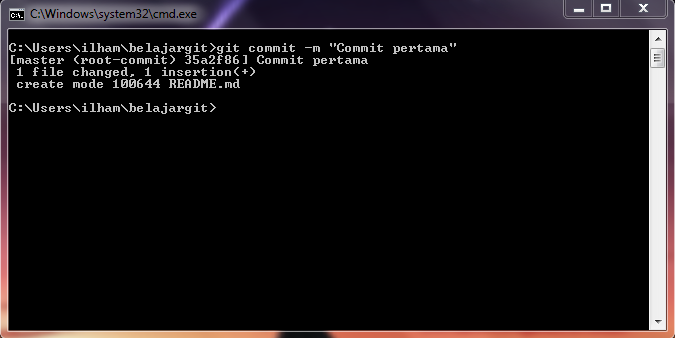 C:\Windows\system32\cmd.exe
C:\Users\ilham\belajargit>git commit -m "Commit pertama"
[master (root-commit) 35a2f86] Commit pertama
 1 file changed, 1 insertion(+)
 create mode 100644 README.md
C:\Users\ilham\belajargit>